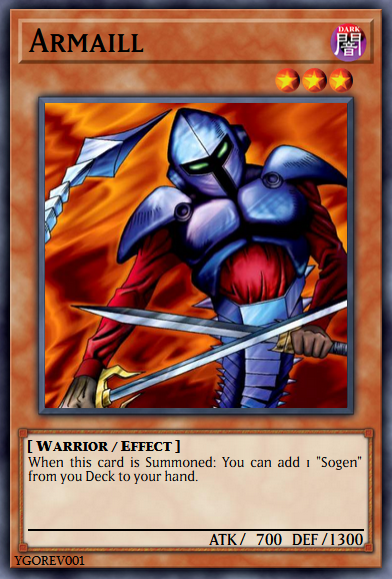 Armaill
DARK
闇
[ Warrior / Effect ]
When this card is Summoned: You can add 1 "Sogen"
from you Deck to your hand.
ATK / 700 DEF /1300
YGOREV001